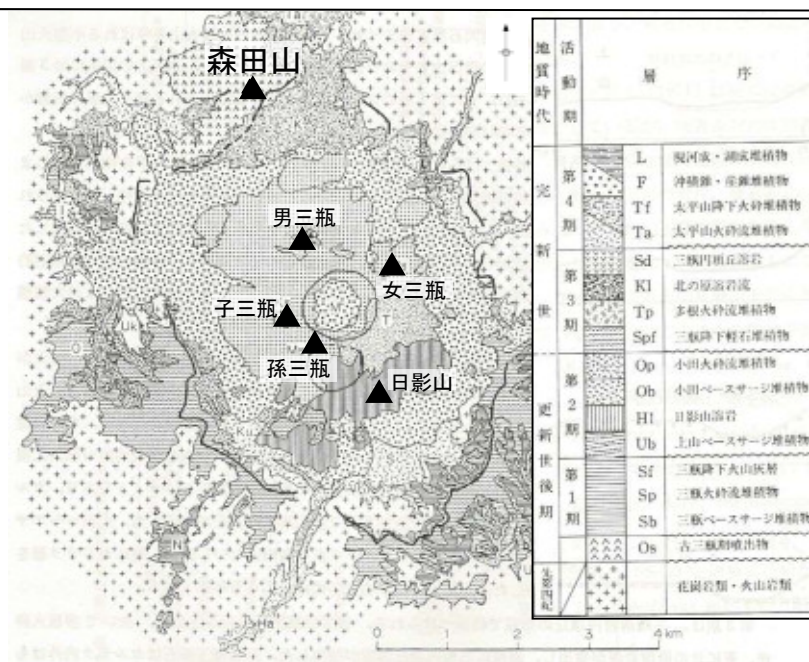 森田山
男三瓶
女三瓶
子三瓶
孫三瓶
日影山
Uk
N
Ha
0 1 2 3 4 km
地質時代
活動期
層 序
完新世
第4期
L 現河成・湖成堆積物
F 沖積錐・崖錐堆積物
Tf 太平山降下火砕堆積物
Ta 太平山火砕流堆積物
第3期
Sd 三瓶円頂丘溶岩
Kl 北の原溶岩流
Tp 多根火砕流堆積物
Spf 三瓶降下軽石堆積物
更新世後期
第2期
Op 小田火砕流堆積物
Ob 小田ベースサージ堆積物
Hl 日影山溶岩
Ub 上山ベースサージ堆積物
第1期
Sf 三瓶降下火山灰層
Sp 三瓶火砕流堆積物
Sb 三瓶ベースサージ堆積物
Os 古三瓶期噴出物
先第四紀
花崗岩類・火山岩類